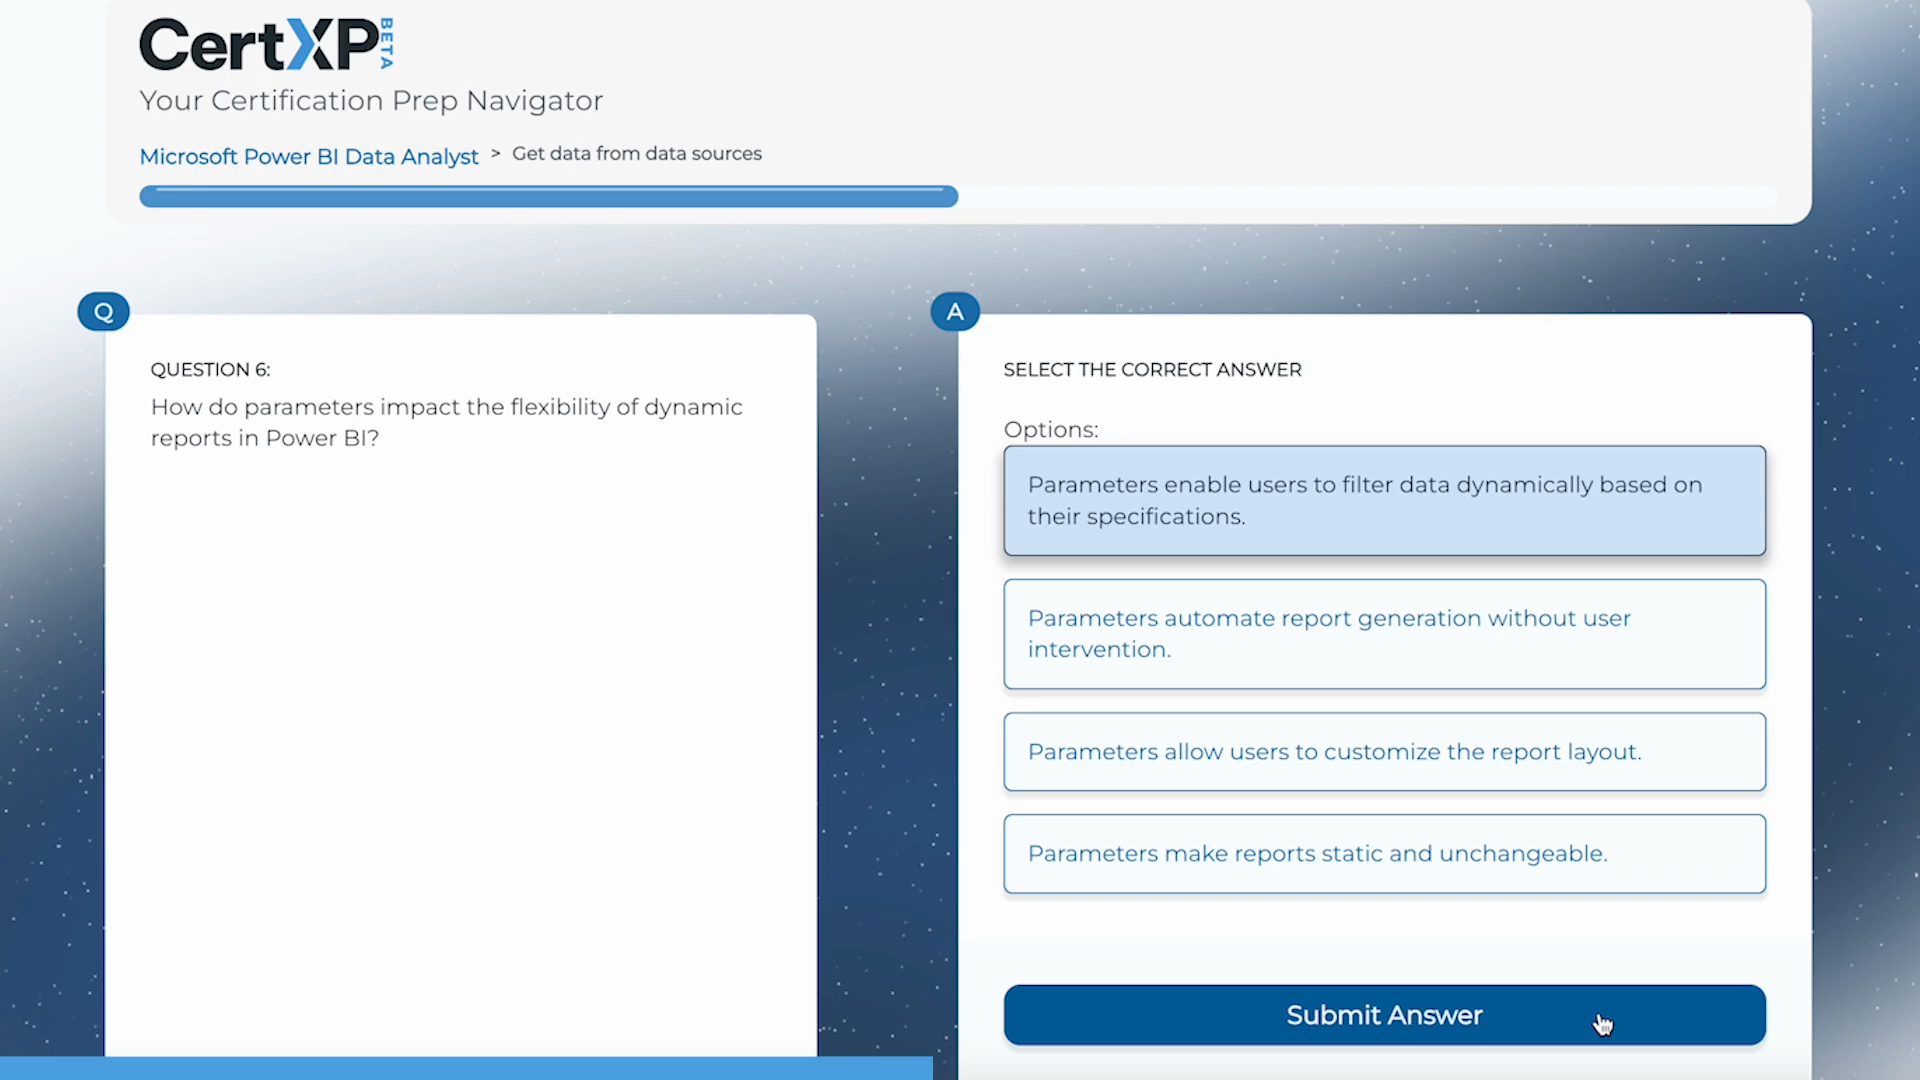 CertXP BETA
Your Certification Prep Navigator
Microsoft Power BI Data Analyst > Get data from data sources
Q
QUESTION 6:
How do parameters impact the flexibility of dynamic
reports in Power BI?
A
SELECT THE CORRECT ANSWER
Options:
Parameters enable users to filter data dynamically based on
their specifications.
Parameters automate report generation without user
intervention.
Parameters allow users to customize the report layout.
Parameters make reports static and unchangeable.
Submit Answer